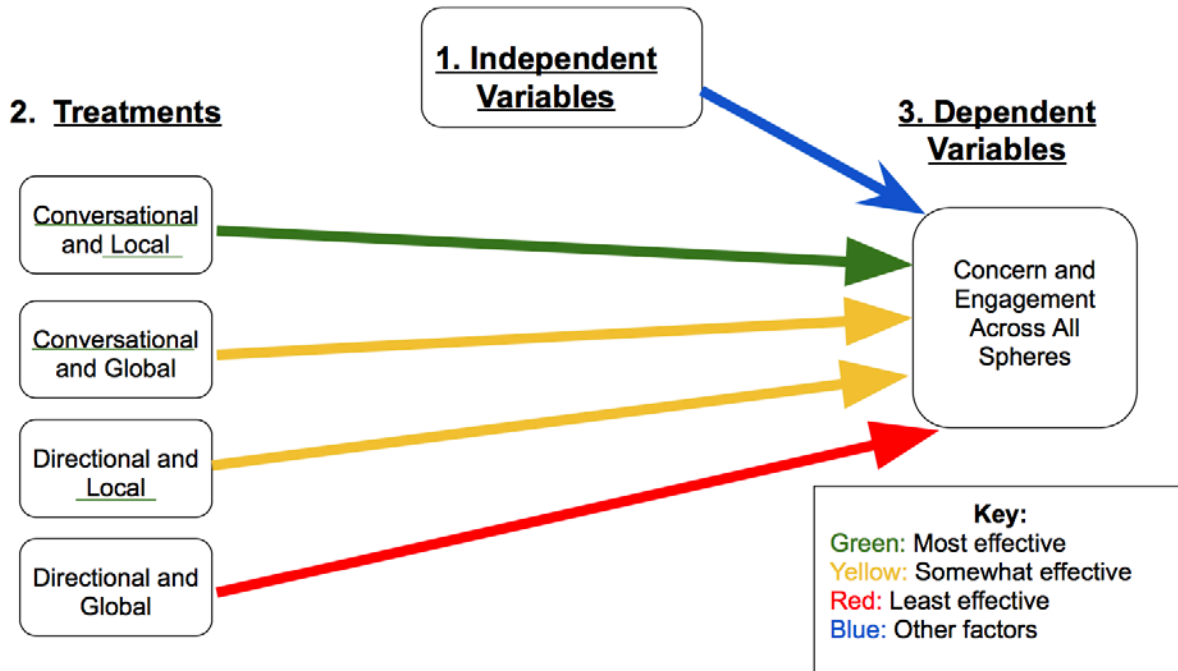 1. Independent
Variables
2. Treatments
3. Dependent
Variables
Conversational
and Local
Conversational
and Global
Directional and
Local
Directional and
Global
Concern and
Engagement
Across All
Spheres
Key:
Green: Most effective
Yellow: Somewhat effective
Red: Least effective
Blue: Other factors